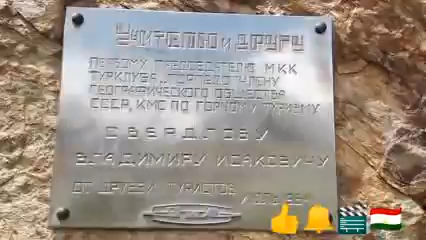 Учителю и другу
ПЕРВОМУ ПРЕДСЕДАТЕЛЮ МКК
ТУРКЛУБА
ЧЛЕНУ
ГЕОГРАФИЧЕСКОГО ОБЩЕСТВА
СССР, КМС ПО ГОРНОМУ ТУРИЗМУ
СВЕРДЛОВУ
ВЛАДИМИРУ ИСАКОВИЧУ
ОТ ДРУЗЕЙ ТУРИСТОВ